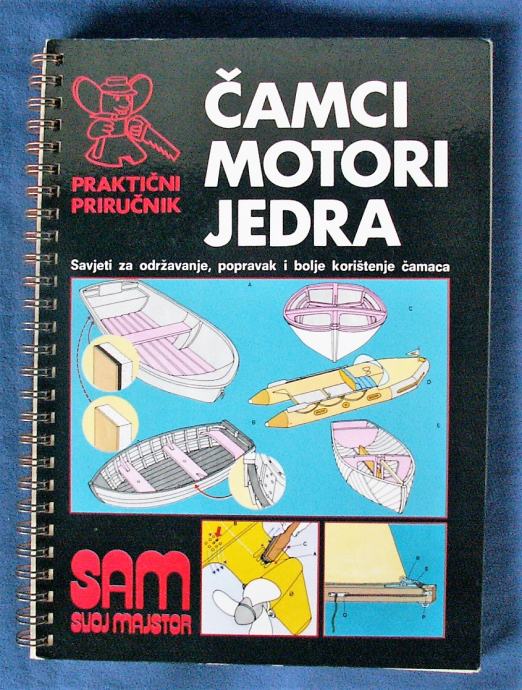 ČAMCI
MOTORI
JEDRA
PRAKTIČNI
PRIRUČNIK
Savjeti za održavanje, popravak i bolje korištenje čamaca
A
C
D
E
B
SAM
SVOJ MAJSTOR